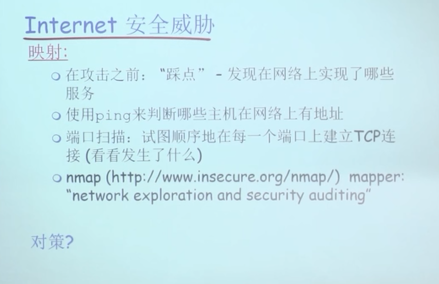 Internet 安全威胁
映射:
在攻击之前: “踩点” - 发现在网络上实现了哪些
服务
使用ping来判断哪些主机在网络上有地址
端口扫描: 试图顺序地在每一个端口上建立TCP连
接 (看看发生了什么)
nmap (http://www.insecure.org/nmap/) mapper:
“network exploration and security auditing”
对策?